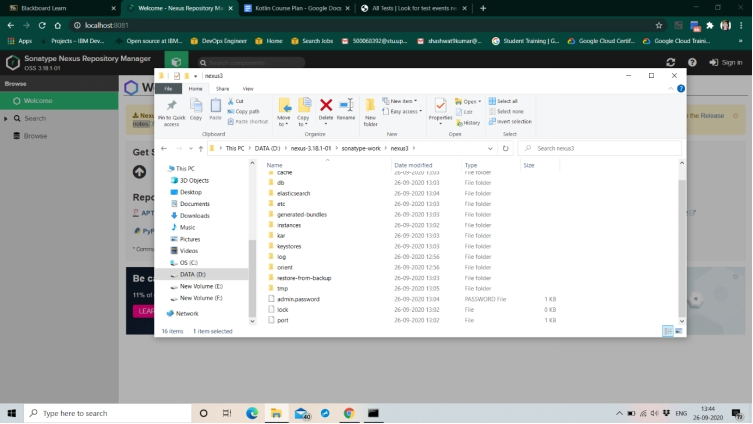 Blackboard Learn
Welcome - Nexus Repository Manager
Kotlin Course Plan - Google Docs
All Tests | Look for test events re
localhost:8081
Apps
Projects – IBM Dev...
Open source at IBM...
DevOps Engineer
Home
Search Jobs
500068392@stu.up...
shashwat1kumar@...
Student Training | G...
Google Cloud Certif...
Google Cloud Traini...
Sonatype Nexus Repository Manager
OSS 3.18.1-01
Search components
Sign in
Browse
Welcome
Search
Browse
Nexus
notes.
the Release
Get S
Repo
APT
PyP
* Comm
Be ca
11% of
LEAR
nexus3
File
Home
Share
View
Pin to Quick access
Copy
Paste
Cut
Copy path
Paste shortcut
Move to
Copy to
Delete
Rename
New folder
New item
Easy access
Properties
Open
Edit
History
Select all
Select none
Invert selection
Clipboard
Organize
New
Open
Select
This PC
DATA (D:)
nexus-3.18.1-01
sonatype-work
nexus3
Search nexus3
This PC
3D Objects
Desktop
Documents
Downloads
Music
Pictures
Videos
OS (C:)
DATA (D:)
New Volume (E:)
New Volume (F:)
Network
Name Date modified Type Size
cache 26-09-2020 13:03 File folder
db 26-09-2020 13:03 File folder
elasticsearch 26-09-2020 13:04 File folder
etc 26-09-2020 13:03 File folder
generated-bundles 26-09-2020 13:03 File folder
instances 26-09-2020 13:02 File folder
kar 26-09-2020 13:03 File folder
keystores 26-09-2020 13:03 File folder
log 26-09-2020 12:56 File folder
orient 26-09-2020 12:56 File folder
restore-from-backup 26-09-2020 13:03 File folder
tmp 26-09-2020 13:05 File folder
admin.password 26-09-2020 13:04 PASSWORD File 1 KB
lock 26-09-2020 13:02 File 0 KB
port 26-09-2020 13:02 File 1 KB
16 items 1 item selected
Type here to search
40
ENG
13:44
26-09-2020